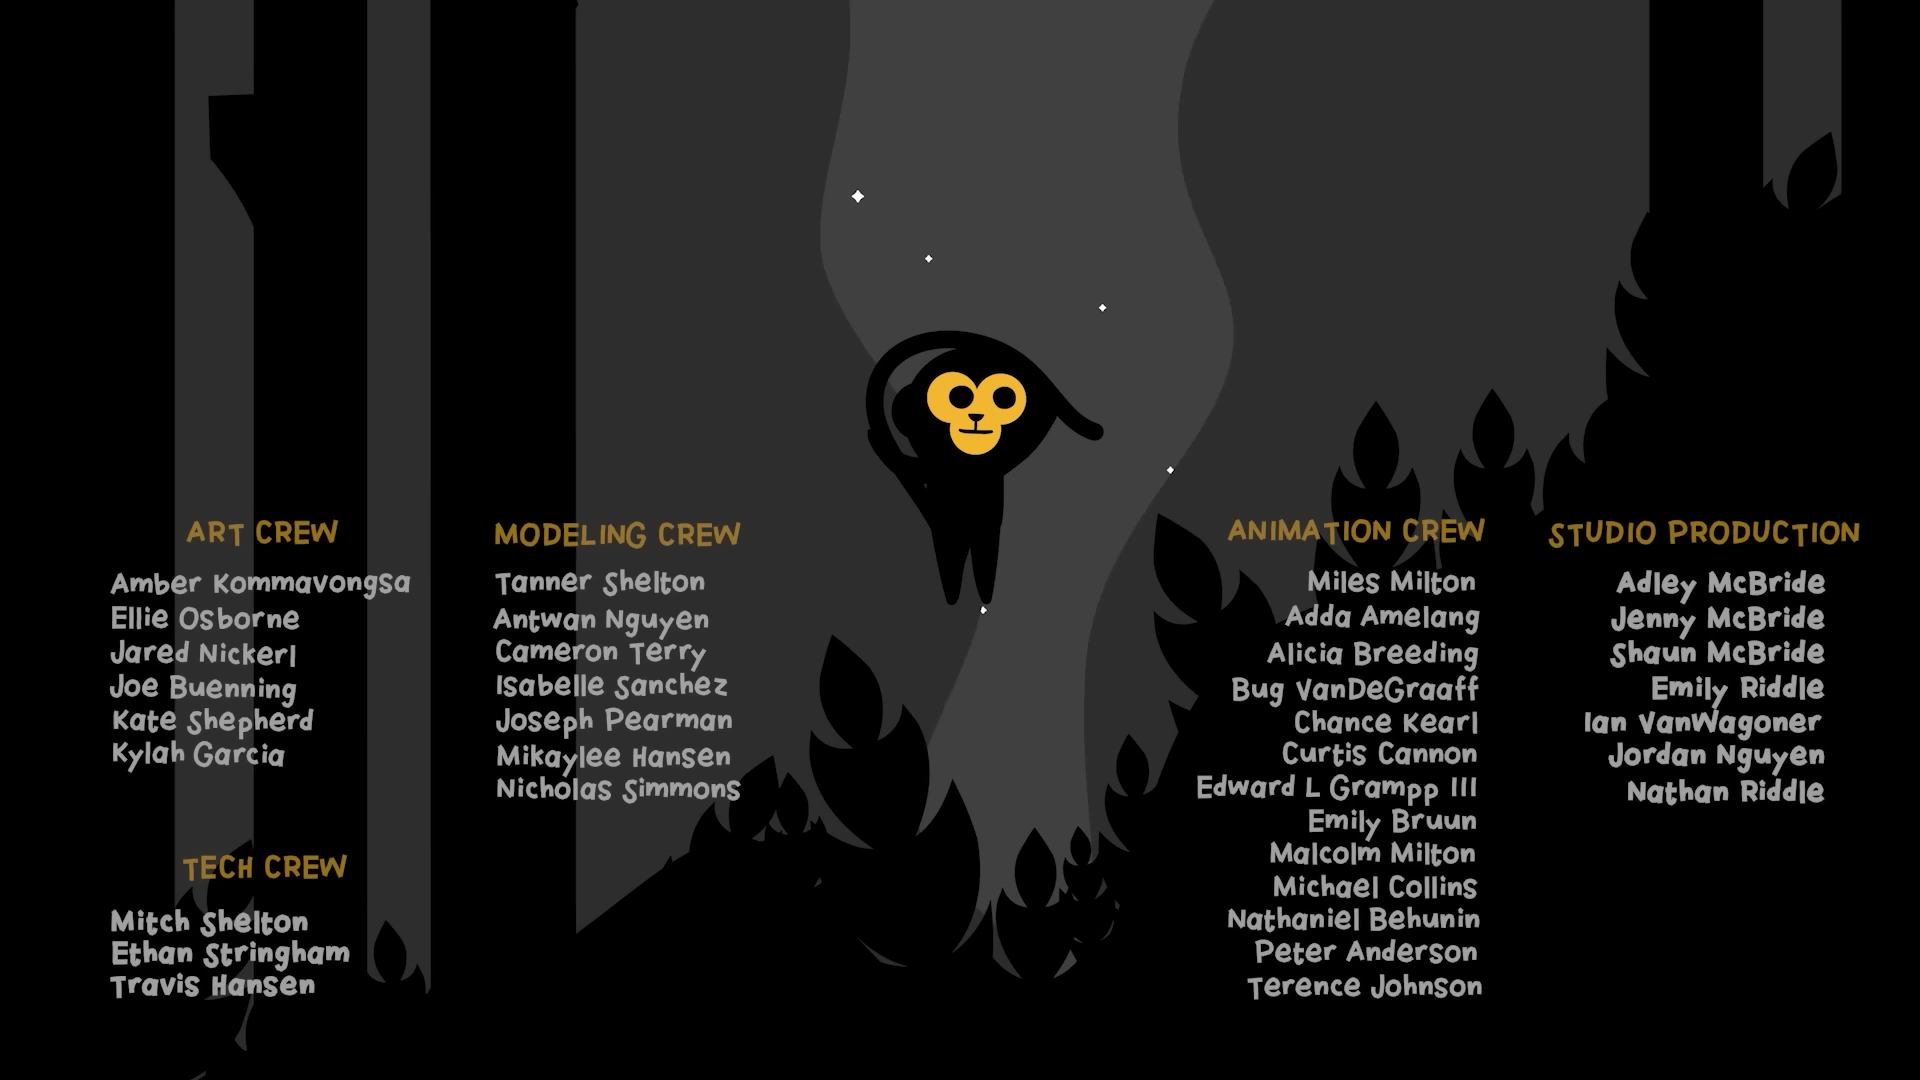 ART CREW
Amber Kommavongsa
Ellie Osborne
Jared Nickerl
Joe Buenning
Kate Shepherd
Kylah Garcia
TECH CREW
Mitch Shelton
Ethan Stringham
Travis Hansen
MODELING CREW
Tanner Shelton
Antwan Nguyen
Cameron Terry
Isabelle Sanchez
Joseph Pearman
Mikaylee Hansen
Nicholas Simmons
ANIMATION CREW
Miles Milton
Adda Amelang
Alicia Breeding
Bug VanDeGraaff
Chance Kearl
Curtis Cannon
Edward L Grampp III
Emily Bruun
Malcolm Milton
Michael Collins
Nathaniel Behunin
Peter Anderson
Terence Johnson
STUDIO PRODUCTION
Adley McBride
Jenny McBride
Shaun McBride
Emily Riddle
Ian VanWagoner
Jordan Nguyen
Nathan Riddle